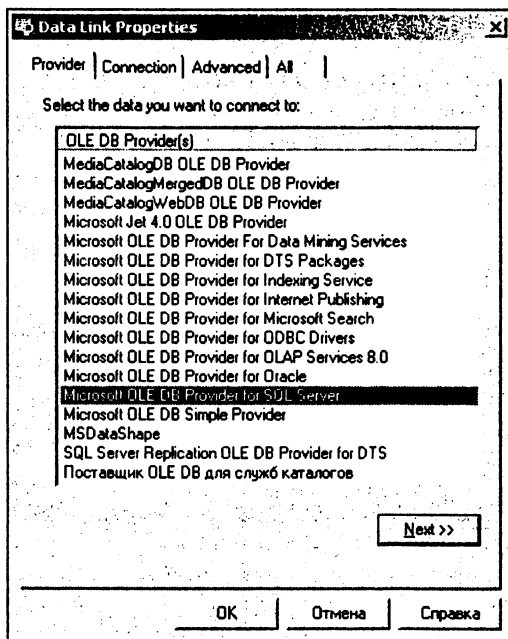 Data Link Properties
Provider Connection Advanced All
Select the data you want to connect to:
OLE DB Provider(s)
MediaCatalogDB OLE DB Provider
MediaCatalogMergedDB OLE DB Provider
MediaCatalogWebDB OLE DB Provider
Microsoft Jet 4.0 OLE DB Provider
Microsoft OLE DB Provider For Data Mining Services
Microsoft OLE DB Provider for DTS Packages
Microsoft OLE DB Provider for Indexing Service
Microsoft OLE DB Provider for Internet Publishing
Microsoft OLE DB Provider for Microsoft Search
Microsoft OLE DB Provider for ODBC Drivers
Microsoft OLE DB Provider for OLAP Services 8.0
Microsoft OLE DB Provider for Oracle
Microsoft OLE DB Provider for SQL Server
Microsoft OLE DB Simple Provider
MSDataShape
SQL Server Replication OLE DB Provider for DTS
Поставщик OLE DB для служб каталогов
Next >>
OK Отмена Справка